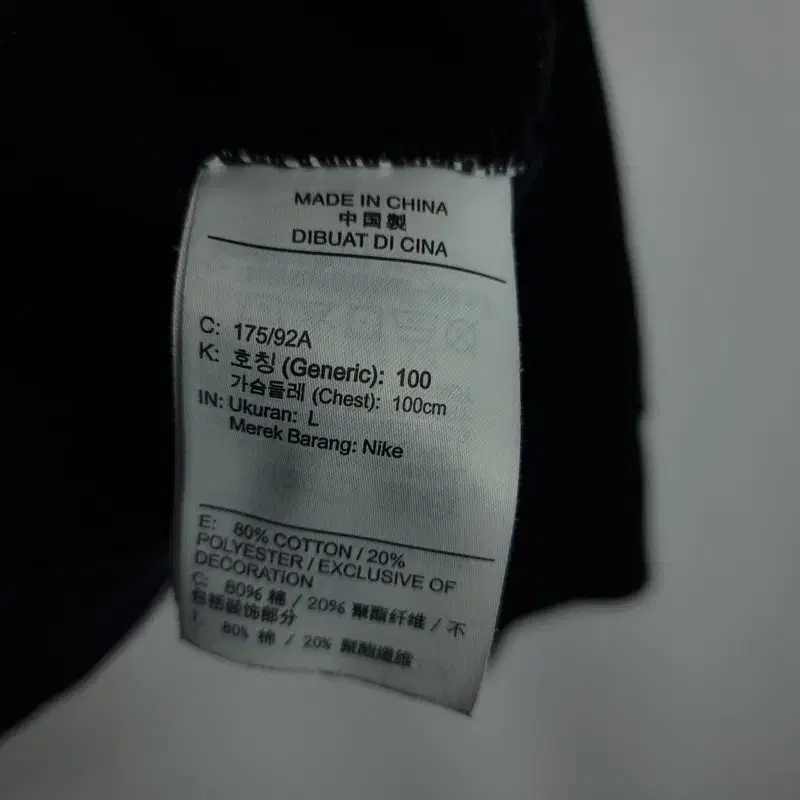 MADE IN CHINA
中国製
DIBUAT DI CINA
C: 175/92A
K: 호칭 (Generic): 100
가슴둘레 (Chest): 100cm
IN: Ukuran: L
Merek Barang: Nike
E: 80% COTTON / 20%
POLYESTER / EXCLUSIVE OF
DECORATION
C: 80% 棉 / 20% 聚酯纤维 / 不
包括装饰部分
T: 80% 棉 / 20% 聚酯纖維